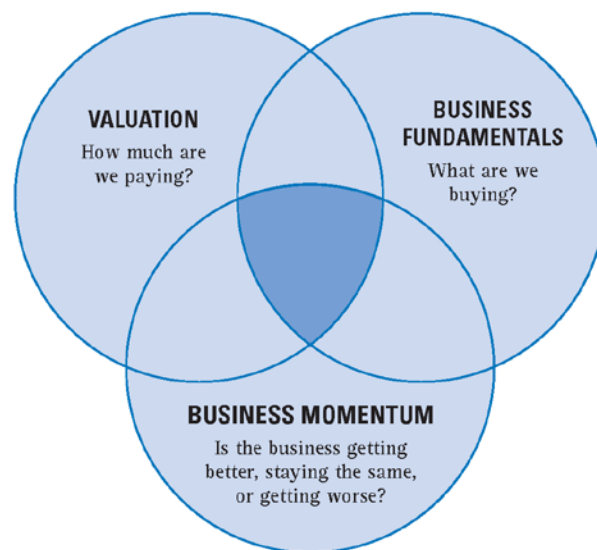 VALUATION
How much are
we paying?
BUSINESS
FUNDAMENTALS
What are we
buying?
BUSINESS MOMENTUM
Is the business getting
better, staying the same,
or getting worse?